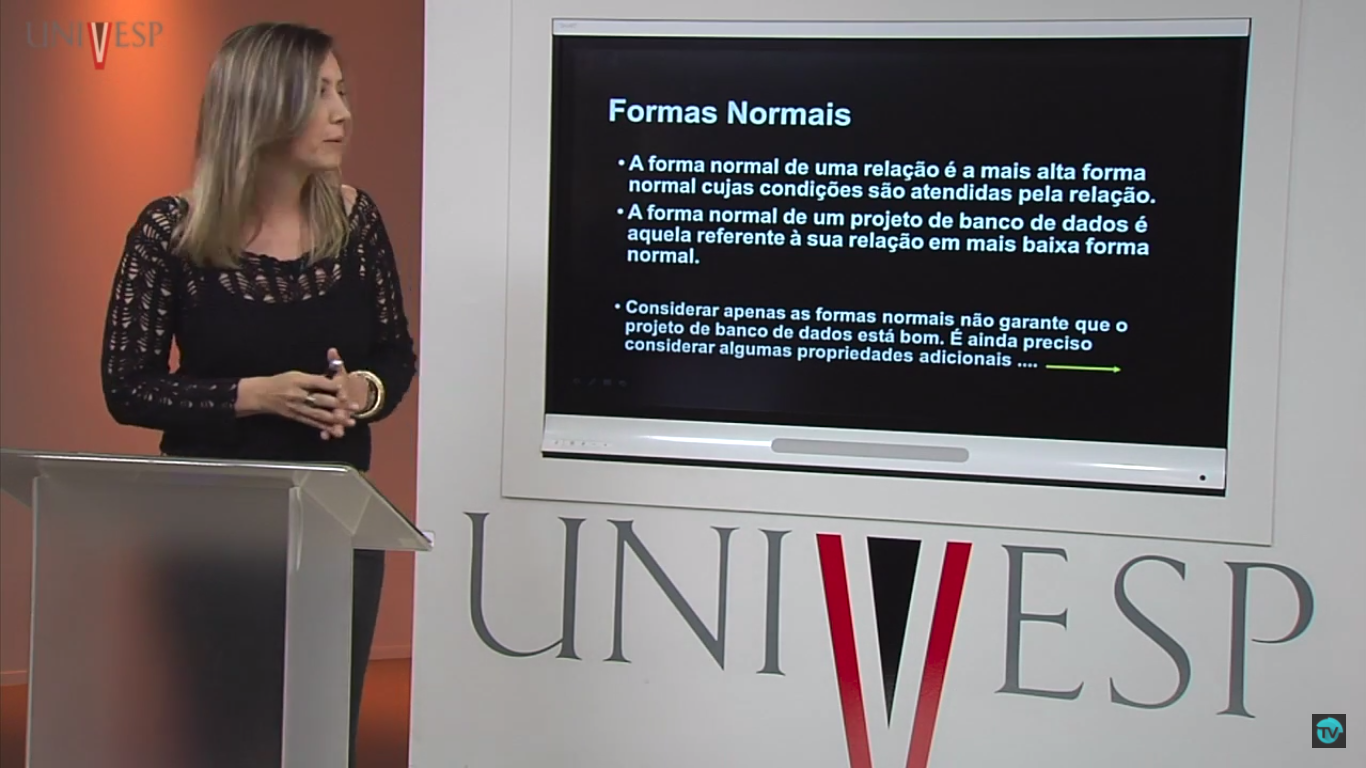 UNIVESP
Formas Normais
• A forma normal de uma relação é a mais alta forma
normal cujas condições são atendidas pela relação.
• A forma normal de um projeto de banco de dados é
aquela referente à sua relação em mais baixa forma
normal.
• Considerar apenas as formas normais não garante que o
projeto de banco de dados está bom. É ainda preciso
considerar algumas propriedades adicionais ....
UNIVESP
TV